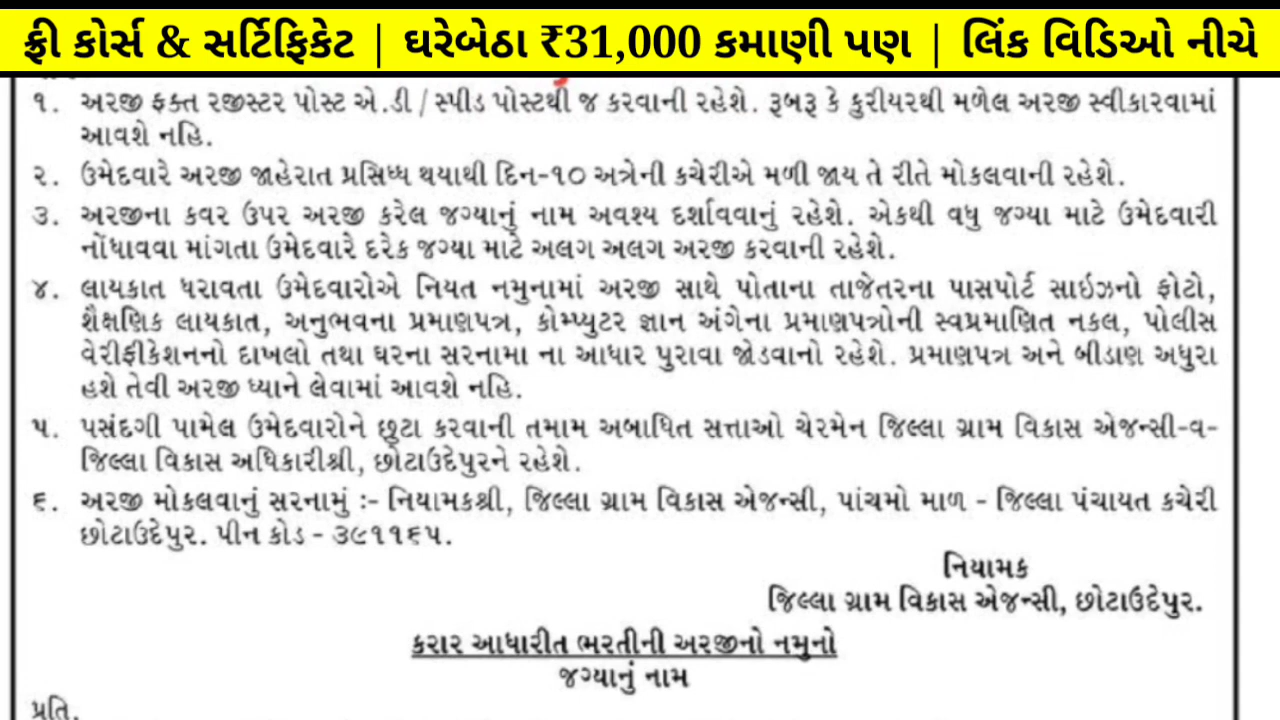 ફ્રી કોર્સ & સર્ટિફિકેટ | ઘરેબેઠા ₹31,000 કમાણી પણ | લિંક વિડિઓ નીચે
૧. અરજી ફક્ત રજીસ્ટર પોસ્ટ એ.ડી / સ્પીડ પોસ્ટથી જ કરવાની રહેશે. રૂબરૂ કે કુરીયરથી મળેલ અરજી સ્વીકારવામાં
આવશે નહિ.
૨. ઉમેદવારે અરજી જાહેરાત પ્રસિધ્ધ થયાથી દિન-૧૦ અત્રેની કચેરીએ મળી જાય તે રીતે મોકલવાની રહેશે.
૩. અરજીના કવર ઉપર અરજી કરેલ જગ્યાનું નામ અવશ્ય દર્શાવવાનું રહેશે. એકથી વધુ જગ્યા માટે ઉમેદવારી
નોંધાવવા માંગતા ઉમેદવારે દરેક જગ્યા માટે અલગ અલગ અરજી કરવાની રહેશે.
૪. લાયકાત ધરાવતા ઉમેદવારોએ નિયત નમુનામાં અરજી સાથે પોતાના તાજેતરના પાસપોર્ટ સાઇઝનો ફોટો,
શૈક્ષણિક લાયકાત, અનુભવના પ્રમાણપત્ર, કોમ્પ્યુટર જ્ઞાન અંગેના પ્રમાણપત્રોની સ્વપ્રમાણિત નકલ, પોલીસ
વેરીફીકેશનનો દાખલો તથા ઘરના સરનામા ના આધાર પુરાવા જોડવાનો રહેશે. પ્રમાણપત્ર અને બીડાણ અધુરા
હશે તેવી અરજી ધ્યાને લેવામાં આવશે નહિ.
૫. પસંદગી પામેલ ઉમેદવારોને છુટા કરવાની તમામ અબાધિત સત્તાઓ ચેરમેન જિલ્લા ગ્રામ વિકાસ એજન્સી-વ-
જિલ્લા વિકાસ અધિકારીશ્રી, છોટાઉદેપુરને રહેશે.
૬. અરજી મોકલવાનું સરનામું :- નિયામકશ્રી, જિલ્લા ગ્રામ વિકાસ એજન્સી, પાંચમો માળ - જિલ્લા પંચાયત કચેરી
છોટાઉદેપુર. પીન કોડ - ૩૯૧૧૬૫.
નિયામક
જિલ્લા ગ્રામ વિકાસ એજન્સી, છોટાઉદેપુર.
કરાર આધારીત ભરતીની અરજીનો નમુનો
જગ્યાનું નામ
પ્રતિ,